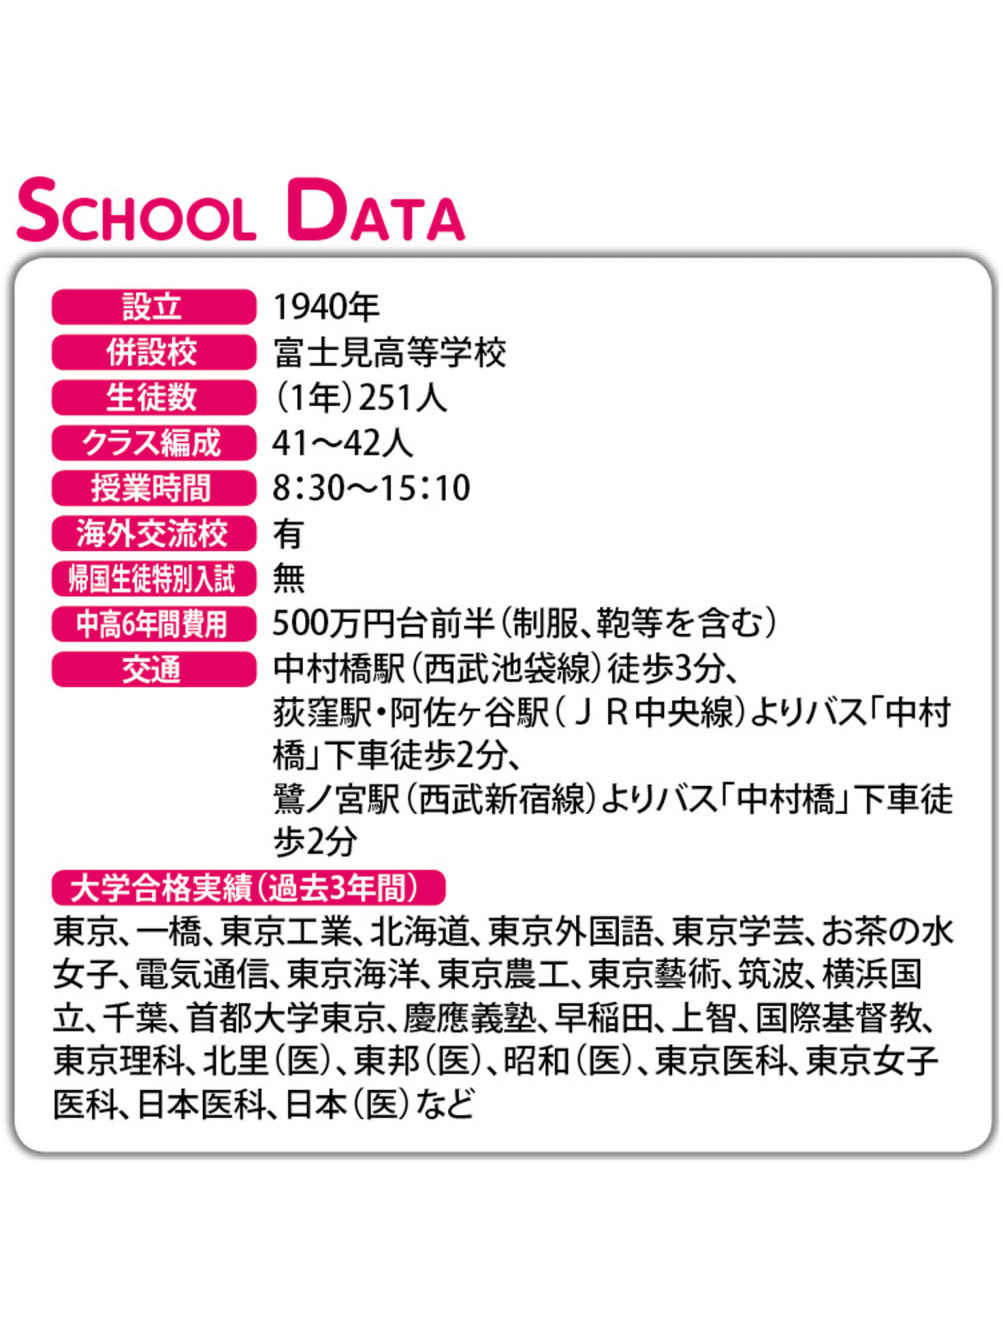 SCHOOL DATA
設立 1940年
併設校 富士見高等学校
生徒数 (1年)251人
クラス編成 41〜42人
授業時間 8:30〜15:10
海外交流校 有
帰国生徒特別入試 無
中高6年間費用 500万円台前半(制服、鞄等を含む)
交通 中村橋駅(西武池袋線)徒歩3分、
荻窪駅・阿佐ヶ谷駅(JR中央線)よりバス「中村
橋」下車徒歩2分、
鷺ノ宮駅(西武新宿線)よりバス「中村橋」下車徒
歩2分
大学合格実績(過去3年間)
東京、一橋、東京工業、北海道、東京外国語、東京学芸、お茶の水
女子、電気通信、東京海洋、東京農工、東京藝術、筑波、横浜国
立、千葉、首都大学東京、慶應義塾、早稲田、上智、国際基督教、
東京理科、北里(医)、東邦(医)、昭和(医)、東京医科、東京女子
医科、日本医科、日本(医)など